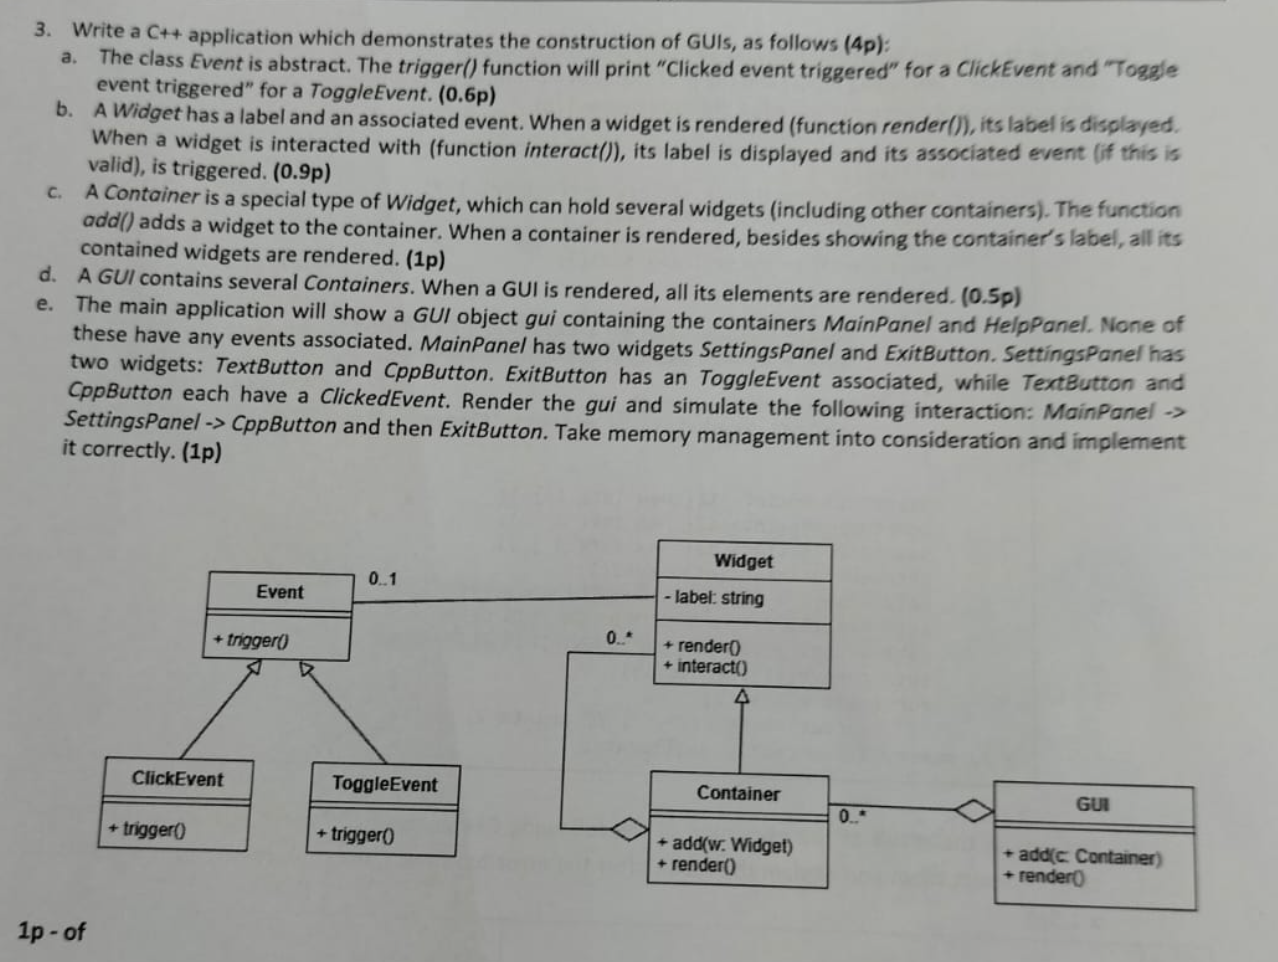 3. Write a C++ application which demonstrates the construction of GUIs, as follows (4p):
a. The class Event is abstract. The trigger() function will print "Clicked event triggered" for a ClickEvent and "Toggle
event triggered" for a ToggleEvent. (0.6p)
b. A Widget has a label and an associated event. When a widget is rendered (function render()), its label is displayed.
When a widget is interacted with (function interact()), its label is displayed and its associated event (if this is
valid), is triggered. (0.9p)
c. A Container is a special type of Widget, which can hold several widgets (including other containers). The function
add() adds a widget to the container. When a container is rendered, besides showing the container's label, all its
contained widgets are rendered. (1p)
d. A GUI contains several Containers. When a GUI is rendered, all its elements are rendered. (0.5p)
e. The main application will show a GUI object gui containing the containers MainPanel and HelpPanel. None of
these have any events associated. MainPanel has two widgets SettingsPanel and ExitButton. SettingsPanel has
two widgets: TextButton and CppButton. ExitButton has an ToggleEvent associated, while TextButton and
CppButton each have a ClickedEvent. Render the gui and simulate the following interaction: MainPanel ->
SettingsPanel -> CppButton and then ExitButton. Take memory management into consideration and implement
it correctly. (1p)
Event
+ trigger()
0..1
Widget
- label: string
+ render()
+ interact()
0..*
ClickEvent
+ trigger()
ToggleEvent
+ trigger()
Container
+ add(w: Widget)
+ render()
0..*
GUI
+ add(c: Container)
+ render()
1p - of